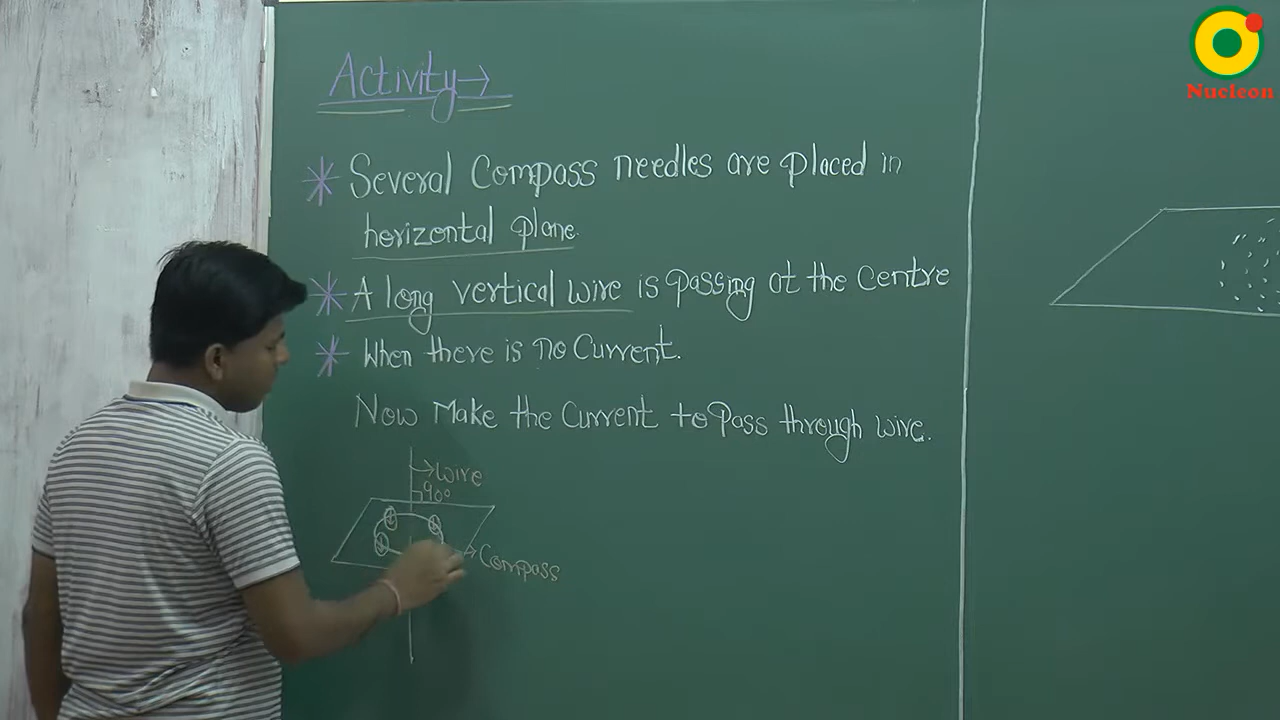 Activity→
Several Compass needles are placed in
horizontal plane.
A long vertical wire is passing at the Centre
When there is no Current.
Now Make the Current to Pass through wire.
Wire
90°
Compass
Nucleon